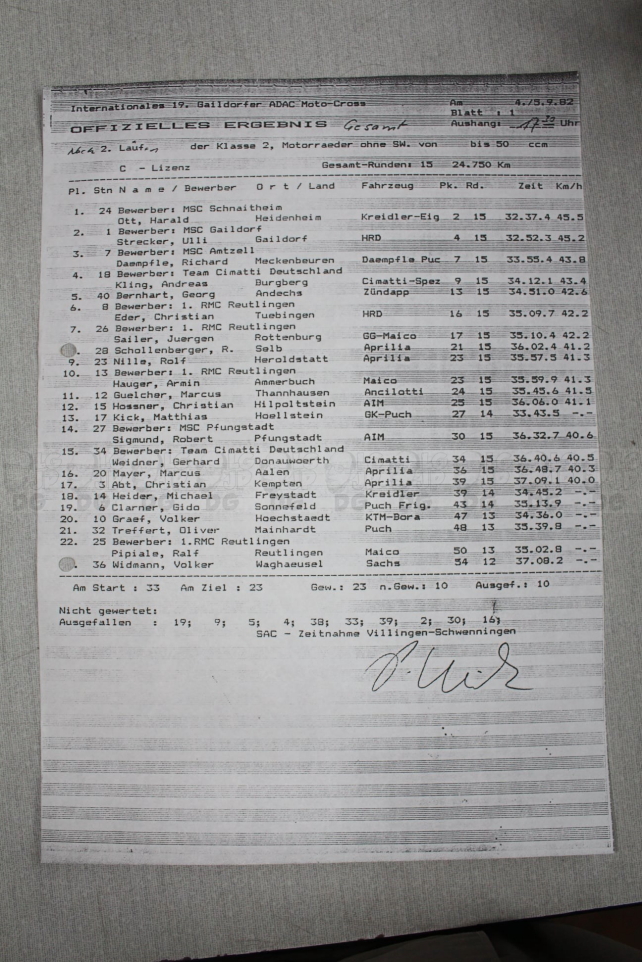 Internationales 19. Gaildorfer ADAC Moto-Cross Am 4./5.9.82
Blatt : 1
OFFIZIELLES ERGEBNIS Gesamt Aushang: 17.30 Uhr
Nach 2. Lauf der Klasse 2, Motorraeder ohne SW. von bis 50 ccm
C - Lizenz Gesamt-Runden: 15 24.750 Km
Pl. Stn N a m e / Bewerber O r t / Land Fahrzeug Pk. Rd. Zeit Km/h
1. 24 Bewerber: MSC Schnaitheim
Ott, Harald Heidenheim Kreidler-Eig 2 15 32.37.4 45.5
2. 1 Bewerber: MSC Gaildorf
Strecker, Ulli Gaildorf HRD 4 15 32.52.3 45.2
3. 7 Bewerber: MSC Amtzell
Daempfle, Richard Meckenbeuren Daempfle Puc 7 15 33.55.4 43.8
4. 18 Bewerber: Team Cimatti Deutschland
Kling, Andreas Burgberg Cimatti-Spez 9 15 34.12.1 43.4
5. 40 Bernhart, Georg Andechs Zündapp 13 15 34.51.0 42.6
6. 8 Bewerber: 1. RMC Reutlingen
Eder, Christian Tuebingen HRD 16 15 35.09.7 42.2
7. 26 Bewerber: 1. RMC Reutlingen
Sailer, Juergen Rottenburg GG-Maico 17 15 35.10.4 42.2
. 28 Schollenberger, R. Selb Aprilia 21 15 36.02.4 41.2
9. 23 Nille, Rolf Heroldstatt Aprilia 23 15 35.57.5 41.3
10. 13 Bewerber: 1. RMC Reutlingen
Hauger, Armin Ammerbuch Maico 23 15 35.59.9 41.3
11. 12 Guelcher, Marcus Thannhausen Ancilotti 24 15 35.45.6 41.5
12. 15 Hossner, Christian Hilpoltstein AIM 25 15 36.06.0 41.1
13. 17 Kick, Matthias Hoellstein GK-Puch 27 14 33.43.5 -.-
14. 27 Bewerber: MSC Pfungstadt
Sigmund, Robert Pfungstadt AIM 30 15 36.32.7 40.6
15. 34 Bewerber: Team Cimatti Deutschland
Weidner, Gerhard Donauwoerth Cimatti 34 15 36.40.6 40.5
16. 20 Mayer, Marcus Aalen Aprilia 36 15 36.48.7 40.3
17. 3 Abt, Christian Kempten Aprilia 39 15 37.09.1 40.0
18. 14 Heider, Michael Freystadt Kreidler 39 14 34.45.2 -.-
19. 6 Clarner, Gido Sonnefeld Puch Frig. 43 14 35.13.9 -.-
20. 10 Graef, Volker Hoechstaedt KTM-Bora 47 13 34.36.0 -.-
21. 32 Treffert, Oliver Mainhardt Puch 48 13 35.39.8 -.-
22. 25 Bewerber: 1.RMC Reutlingen
Pipiale, Ralf Reutlingen Maico 50 13 35.02.8 -.-
. 36 Widmann, Volker Waghaeusel Sachs 54 12 37.08.2 -.-
Am Start : 33 Am Ziel : 23 Gew.: 23 n.Gew.: 10 Ausgef.: 10
Nicht gewertet:
Ausgefallen : 19; 9; 5; 4; 38; 33; 39; 2; 30; 16;
SAC - Zeitnahme Villingen-Schwenningen